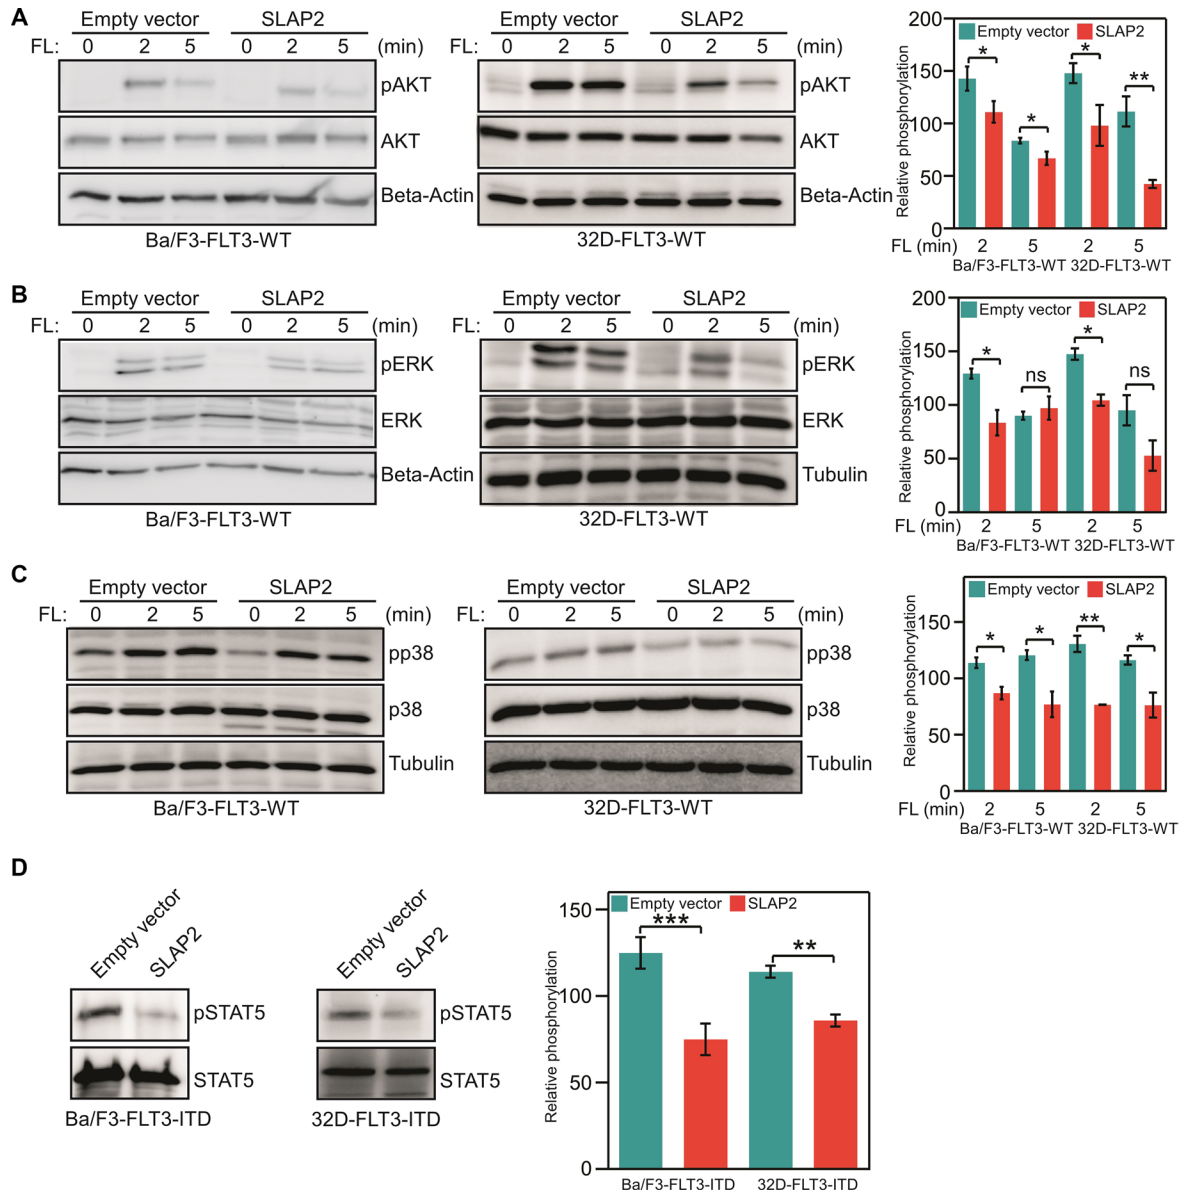 A
Empty vector SLAP2
FL: 0 2 5 0 2 5 (min)
pAKT
AKT
Beta-Actin
Ba/F3-FLT3-WT
Empty vector SLAP2
FL: 0 2 5 0 2 5 (min)
pAKT
AKT
Beta-Actin
32D-FLT3-WT
Relative phosphorylation
200
150
100
50
0
Empty vector SLAP2
* * * **
FL (min) 2 5 2 5
Ba/F3-FLT3-WT 32D-FLT3-WT
B
Empty vector SLAP2
FL: 0 2 5 0 2 5 (min)
pERK
ERK
Beta-Actin
Ba/F3-FLT3-WT
Empty vector SLAP2
FL: 0 2 5 0 2 5 (min)
pERK
ERK
Tubulin
32D-FLT3-WT
Relative phosphorylation
200
150
100
50
0
Empty vector SLAP2
* ns * ns
FL (min) 2 5 2 5
Ba/F3-FLT3-WT 32D-FLT3-WT
C
Empty vector SLAP2
FL: 0 2 5 0 2 5 (min)
pp38
p38
Tubulin
Ba/F3-FLT3-WT
Empty vector SLAP2
FL: 0 2 5 0 2 5 (min)
pp38
p38
Tubulin
32D-FLT3-WT
Relative phosphorylation
150
100
50
0
Empty vector SLAP2
* * ** *
FL (min) 2 5 2 5
Ba/F3-FLT3-WT 32D-FLT3-WT
D
Empty vector
SLAP2
pSTAT5
STAT5
Ba/F3-FLT3-ITD
Empty vector
SLAP2
pSTAT5
STAT5
32D-FLT3-ITD
Relative phosphorylation
150
100
50
0
Empty vector SLAP2
*** **
Ba/F3-FLT3-ITD 32D-FLT3-ITD